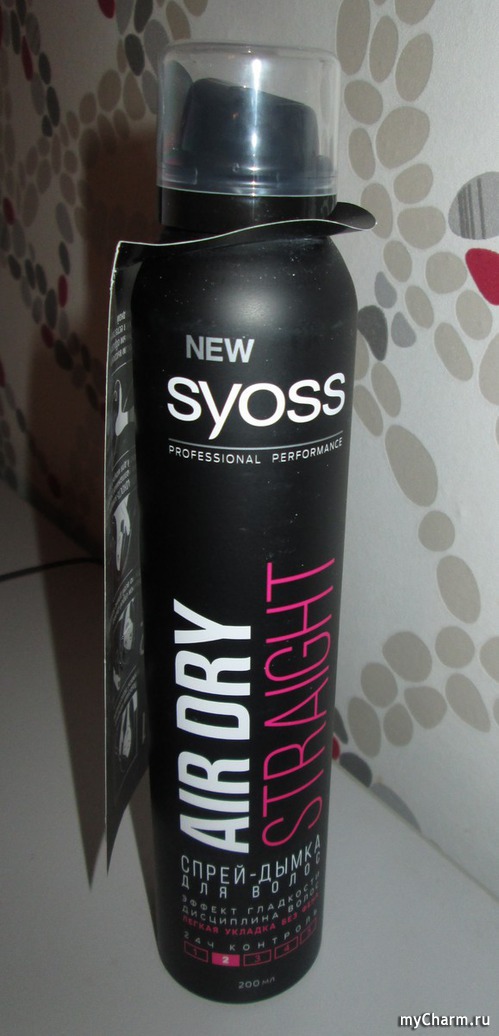 NEW
syoss
PROFESSIONAL PERFORMANCE
AIR DRY
STRAIGHT
СПРЕЙ-ДЫМКА
ДЛЯ ВОЛОС
ЭФФЕКТ ГЛАДКОСТИ
ДИСЦИПЛИНА ВОЛОС
ЛЕГКАЯ УКЛАДКА БЕЗ ФЕНА
24Ч КОНТРОЛЬ
1 2 3 4 5
200 мл
myCharm.ru